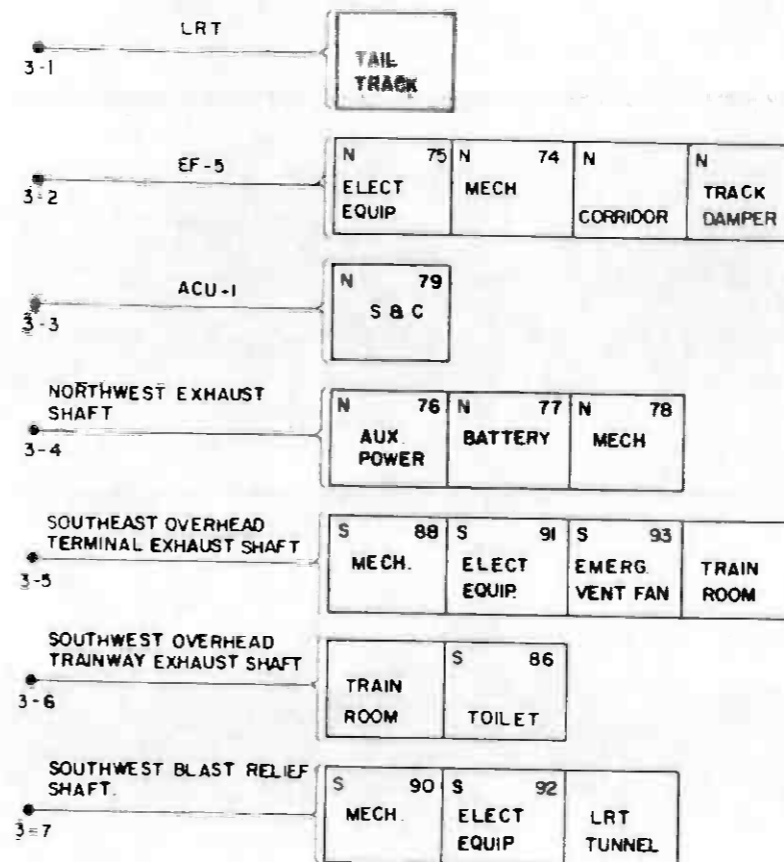 LRT
3-1
TAIL
TRACK
EF-5
3-2
N 75 N 74 N N
ELECT MECH CORRIDOR TRACK
EQUIP. DAMPER
ACU-1
3-3
N 79
S & C
NORTHWEST EXHAUST
SHAFT
3-4
N 76 N 77 N 78
AUX. BATTERY MECH
POWER
SOUTHEAST OVERHEAD
TERMINAL EXHAUST SHAFT
3-5
S 88 S 91 S 93
MECH. ELECT EMERG. TRAIN
EQUIP. VENT FAN ROOM
SOUTHWEST OVERHEAD
TRAINWAY EXHAUST SHAFT
3-6
S 86
TRAIN
ROOM TOILET
SOUTHWEST BLAST RELIEF
SHAFT.
3-7
S 90 S 92
MECH. ELECT LRT
EQUIP TUNNEL